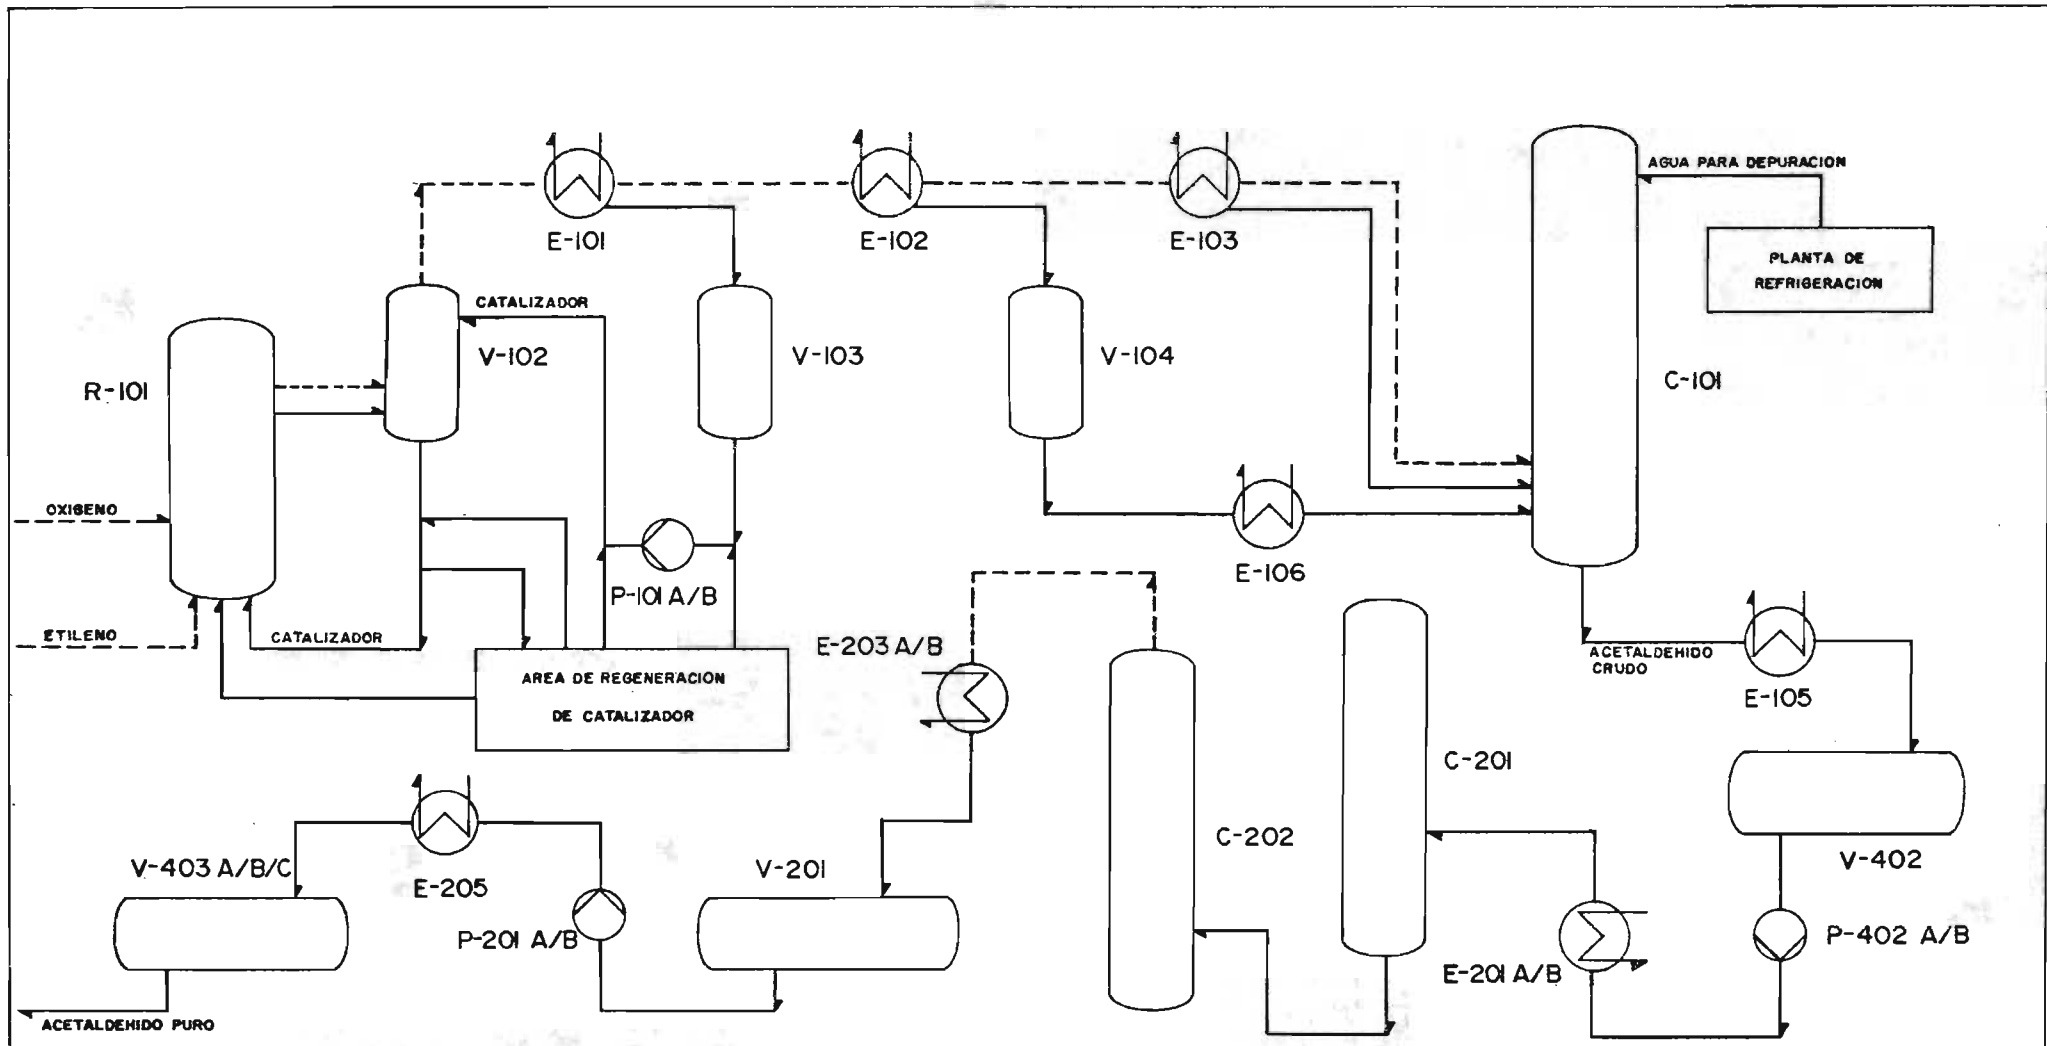 AGUA PARA DEPURACION
E-101
E-102
E-103
PLANTA DE
REFRIGERACION
CATALIZADOR
V-102
V-103
V-104
R-101
C-101
OXIGENO
E-106
P-101 A/B
ETILENO
CATALIZADOR
E-203 A/B
ACETALDEHIDO
CRUDO
AREA DE REGENERACION
DE CATALIZADOR
E-105
C-201
C-202
V-403 A/B/C
E-205
V-201
V-402
P-201 A/B
P-402 A/B
E-201 A/B
ACETALDEHIDO PURO